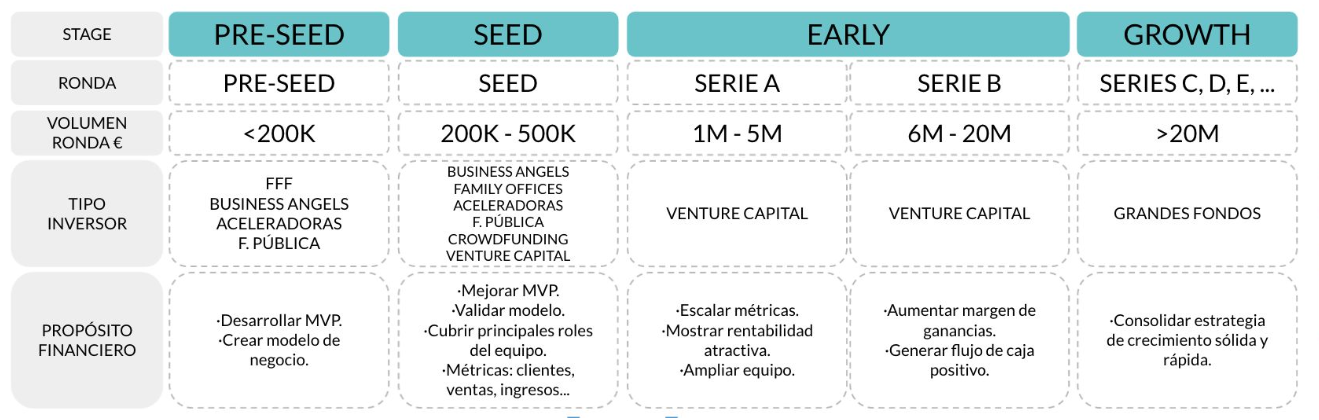 STAGE
PRE-SEED
SEED
EARLY
GROWTH
RONDA
PRE-SEED
SEED
SERIE A
SERIE B
SERIES C, D, E, ...
VOLUMEN
RONDA €
<200K
200K - 500K
1M - 5M
6M - 20M
>20M
TIPO
INVERSOR
FFF
BUSINESS ANGELS
ACELERADORAS
F. PÚBLICA
BUSINESS ANGELS
FAMILY OFFICES
ACELERADORAS
F. PÚBLICA
CROWDFUNDING
VENTURE CAPITAL
VENTURE CAPITAL
VENTURE CAPITAL
GRANDES FONDOS
PROPÓSITO
FINANCIERO
·Desarrollar MVP.
·Crear modelo de
negocio.
·Mejorar MVP.
·Validar modelo.
·Cubrir principales roles
del equipo.
·Métricas: clientes,
ventas, ingresos...
·Escalar métricas.
·Mostrar rentabilidad
atractiva.
·Ampliar equipo.
·Aumentar margen de
ganancias.
·Generar flujo de caja
positivo.
·Consolidar estrategia
de crecimiento sólida y
rápida.